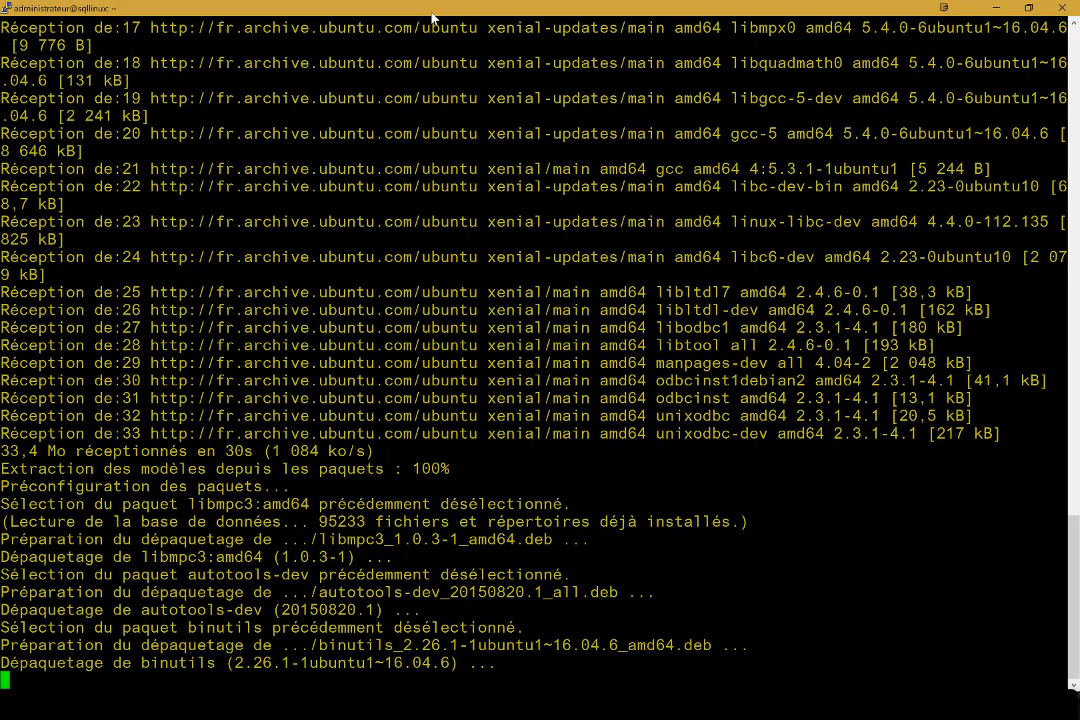 administrateur@sqllinux: ~
Réception de:17 http://fr.archive.ubuntu.com/ubuntu xenial-updates/main amd64 libmpx0 amd64 5.4.0-6ubuntu1~16.04.6
[9 776 B]
Réception de:18 http://fr.archive.ubuntu.com/ubuntu xenial-updates/main amd64 libquadmath0 amd64 5.4.0-6ubuntu1~16
.04.6 [131 kB]
Réception de:19 http://fr.archive.ubuntu.com/ubuntu xenial-updates/main amd64 libgcc-5-dev amd64 5.4.0-6ubuntu1~16
.04.6 [2 241 kB]
Réception de:20 http://fr.archive.ubuntu.com/ubuntu xenial-updates/main amd64 gcc-5 amd64 5.4.0-6ubuntu1~16.04.6 [
8 646 kB]
Réception de:21 http://fr.archive.ubuntu.com/ubuntu xenial/main amd64 gcc amd64 4:5.3.1-1ubuntu1 [5 244 B]
Réception de:22 http://fr.archive.ubuntu.com/ubuntu xenial-updates/main amd64 libc-dev-bin amd64 2.23-0ubuntu10 [6
8,7 kB]
Réception de:23 http://fr.archive.ubuntu.com/ubuntu xenial-updates/main amd64 linux-libc-dev amd64 4.4.0-112.135 [
825 kB]
Réception de:24 http://fr.archive.ubuntu.com/ubuntu xenial-updates/main amd64 libc6-dev amd64 2.23-0ubuntu10 [2 07
9 kB]
Réception de:25 http://fr.archive.ubuntu.com/ubuntu xenial/main amd64 libltdl7 amd64 2.4.6-0.1 [38,3 kB]
Réception de:26 http://fr.archive.ubuntu.com/ubuntu xenial/main amd64 libltdl-dev amd64 2.4.6-0.1 [162 kB]
Réception de:27 http://fr.archive.ubuntu.com/ubuntu xenial/main amd64 libodbc1 amd64 2.3.1-4.1 [180 kB]
Réception de:28 http://fr.archive.ubuntu.com/ubuntu xenial/main amd64 libtool all 2.4.6-0.1 [193 kB]
Réception de:29 http://fr.archive.ubuntu.com/ubuntu xenial/main amd64 manpages-dev all 4.04-2 [2 048 kB]
Réception de:30 http://fr.archive.ubuntu.com/ubuntu xenial/main amd64 odbcinst1debian2 amd64 2.3.1-4.1 [41,1 kB]
Réception de:31 http://fr.archive.ubuntu.com/ubuntu xenial/main amd64 odbcinst amd64 2.3.1-4.1 [13,1 kB]
Réception de:32 http://fr.archive.ubuntu.com/ubuntu xenial/main amd64 unixodbc amd64 2.3.1-4.1 [20,5 kB]
Réception de:33 http://fr.archive.ubuntu.com/ubuntu xenial/main amd64 unixodbc-dev amd64 2.3.1-4.1 [217 kB]
33,4 Mo réceptionnés en 30s (1 084 ko/s)
Extraction des modèles depuis les paquets : 100%
Préconfiguration des paquets...
Sélection du paquet libmpc3:amd64 précédemment désélectionné.
(Lecture de la base de données... 95233 fichiers et répertoires déjà installés.)
Préparation du dépaquetage de .../libmpc3_1.0.3-1_amd64.deb ...
Dépaquetage de libmpc3:amd64 (1.0.3-1) ...
Sélection du paquet autotools-dev précédemment désélectionné.
Préparation du dépaquetage de .../autotools-dev_20150820.1_all.deb ...
Dépaquetage de autotools-dev (20150820.1) ...
Sélection du paquet binutils précédemment désélectionné.
Préparation du dépaquetage de .../binutils_2.26.1-1ubuntu1~16.04.6_amd64.deb ...
Dépaquetage de binutils (2.26.1-1ubuntu1~16.04.6) ...